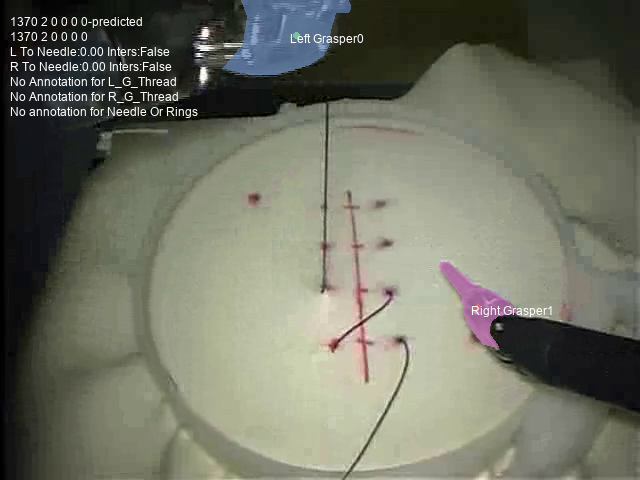 1370 2 0 0 0 0-predicted
1370 2 0 0 0 0
L To Needle:0.00 Inters:False
R To Needle:0.00 Inters:False
No Annotation for L_G_Thread
No Annotation for R_G_Thread
No annotation for Needle Or Rings
Left Grasper0
Right Grasper1